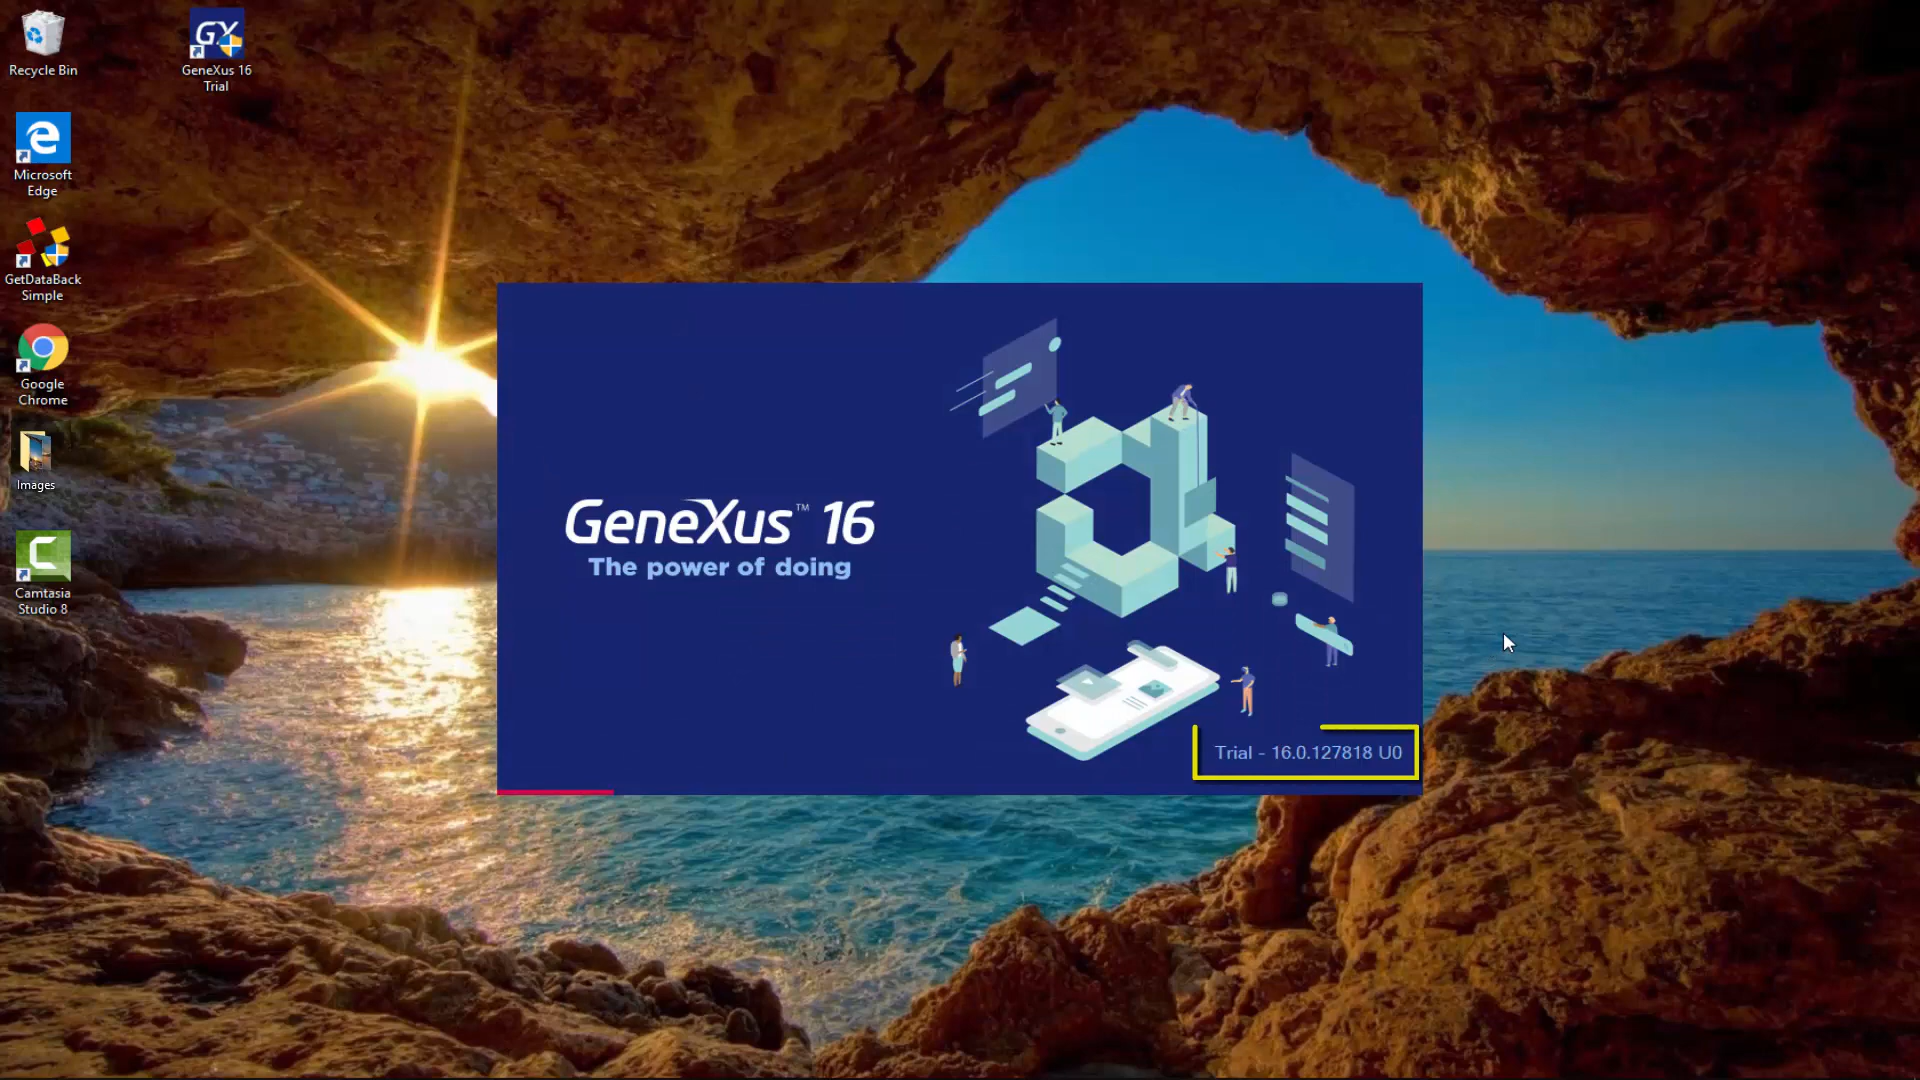 Recycle Bin
GX
GeneXus 16
Trial
Microsoft
Edge
GetDataBack
Simple
Google
Chrome
Images
Camtasia
Studio 8
GeneXus™ 16
The power of doing
Trial - 16.0.127818 U0